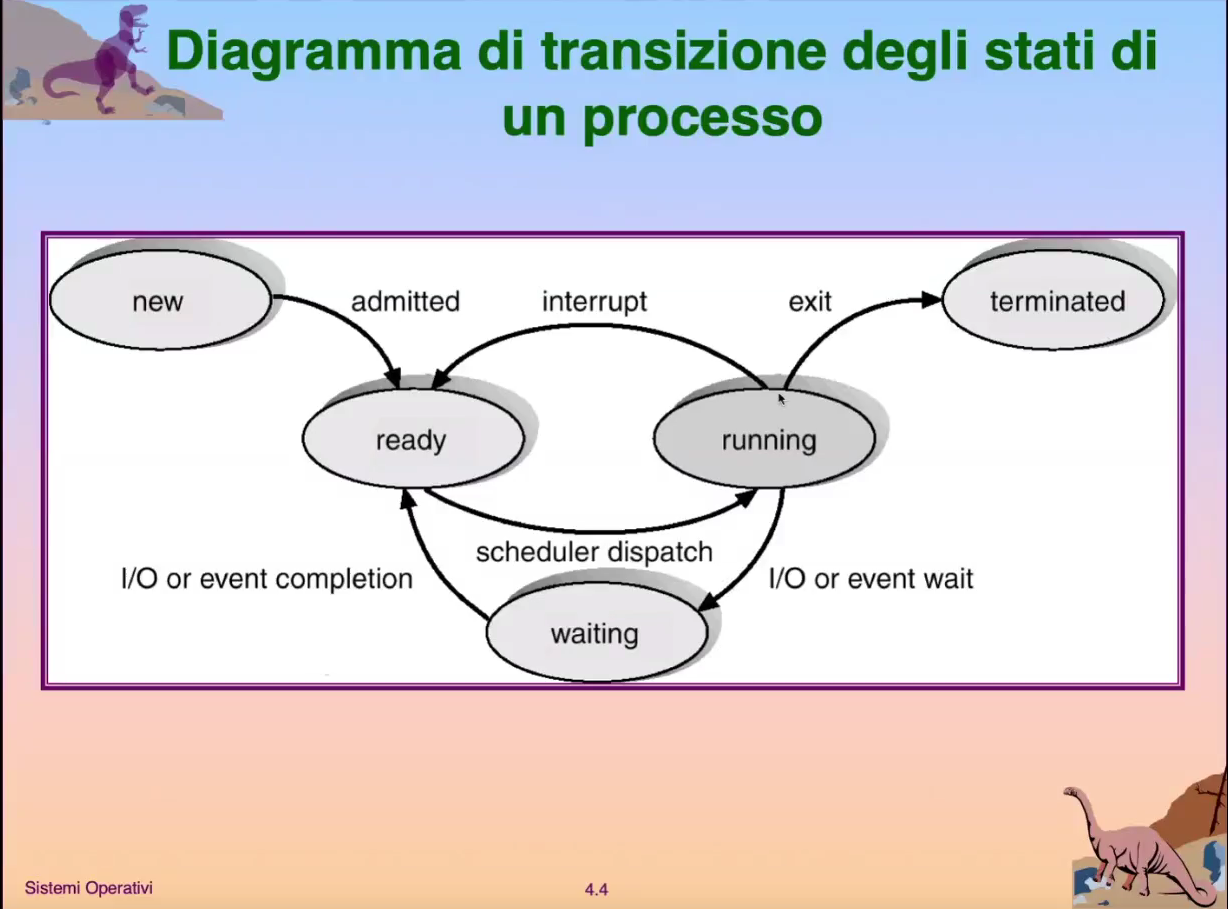 Diagramma di transizione degli stati di
un processo
new
admitted
interrupt
exit
terminated
ready
running
scheduler dispatch
I/O or event completion
I/O or event wait
waiting
Sistemi Operativi
4.4